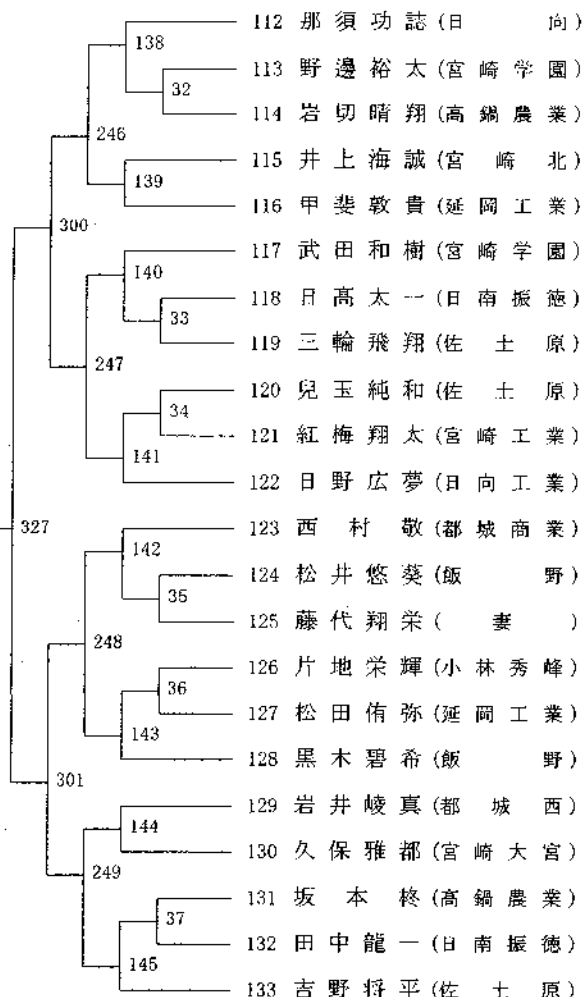 112 那須功誌(日向)
138
113 野邊裕太(宮崎学園)
32
114 岩切晴翔(高鍋農業)
246
115 井上海誠(宮崎北)
139
116 甲斐敦貴(延岡工業)
300
117 武田和樹(宮崎学園)
140
118 日高太一(日南振徳)
33
119 三輪飛翔(佐土原)
247
120 兒玉純和(佐土原)
34
121 紅梅翔太(宮崎工業)
141
122 日野広夢(日向工業)
327
123 西村敬(都城商業)
142
124 松井悠葵(飯野)
35
125 藤代翔栄(妻)
248
126 片地栄輝(小林秀峰)
36
127 松田侑弥(延岡工業)
143
128 黒木碧希(飯野)
301
129 岩井崚真(都城西)
144
130 久保雅都(宮崎大宮)
249
131 坂本柊(高鍋農業)
37
132 田中龍一(日南振徳)
145
133 吉野将平(佐土原)